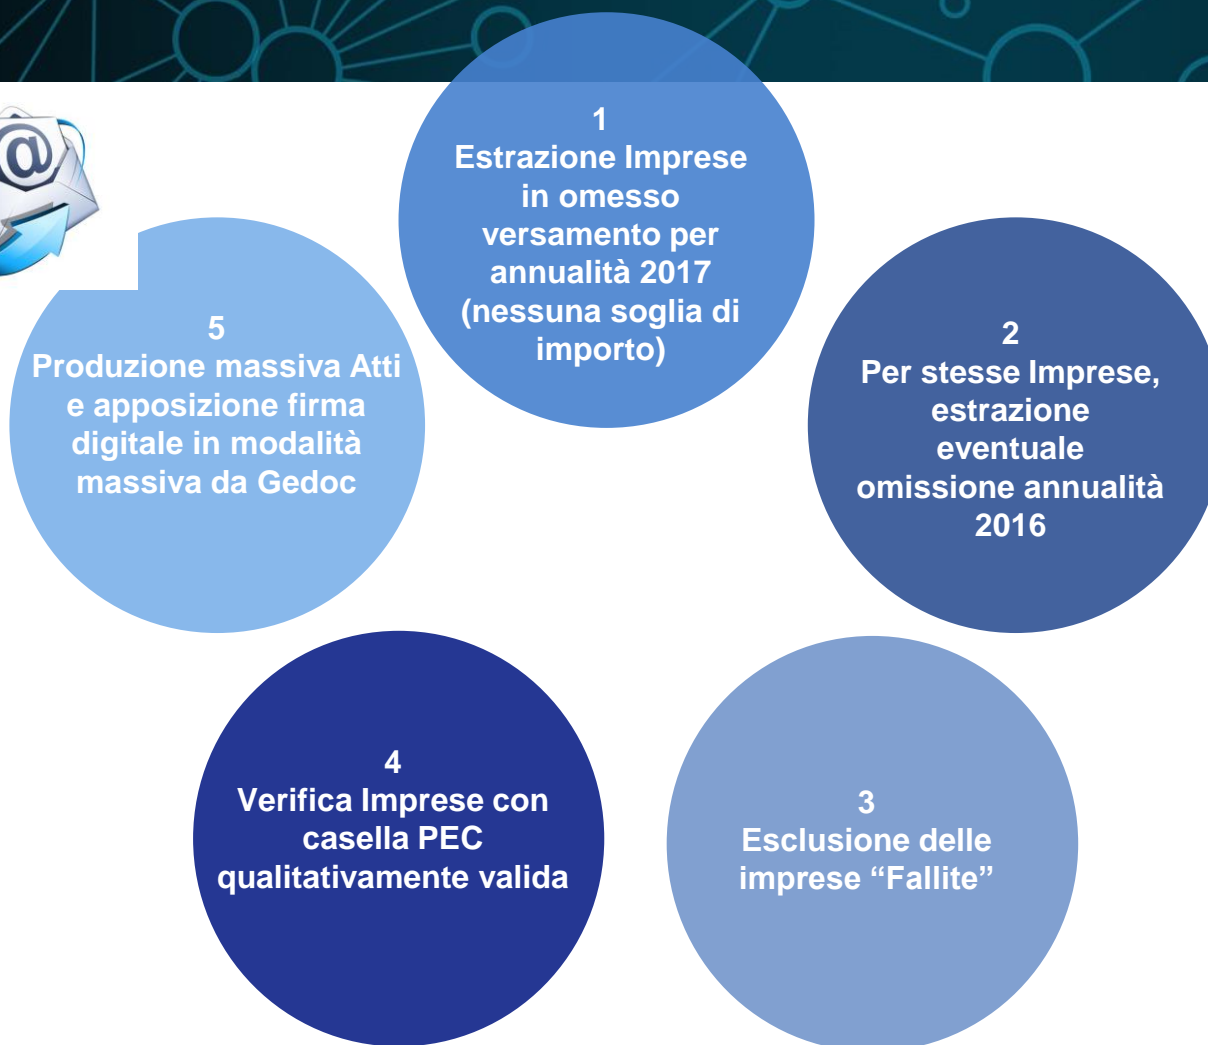 1
Estrazione Imprese
in omesso
versamento per
annualità 2017
(nessuna soglia di
importo)
2
Per stesse Imprese,
estrazione
eventuale
omissione annualità
2016
3
Esclusione delle
imprese “Fallite”
4
Verifica Imprese con
casella PEC
qualitativamente valida
5
Produzione massiva Atti
e apposizione firma
digitale in modalità
massiva da Gedoc
@